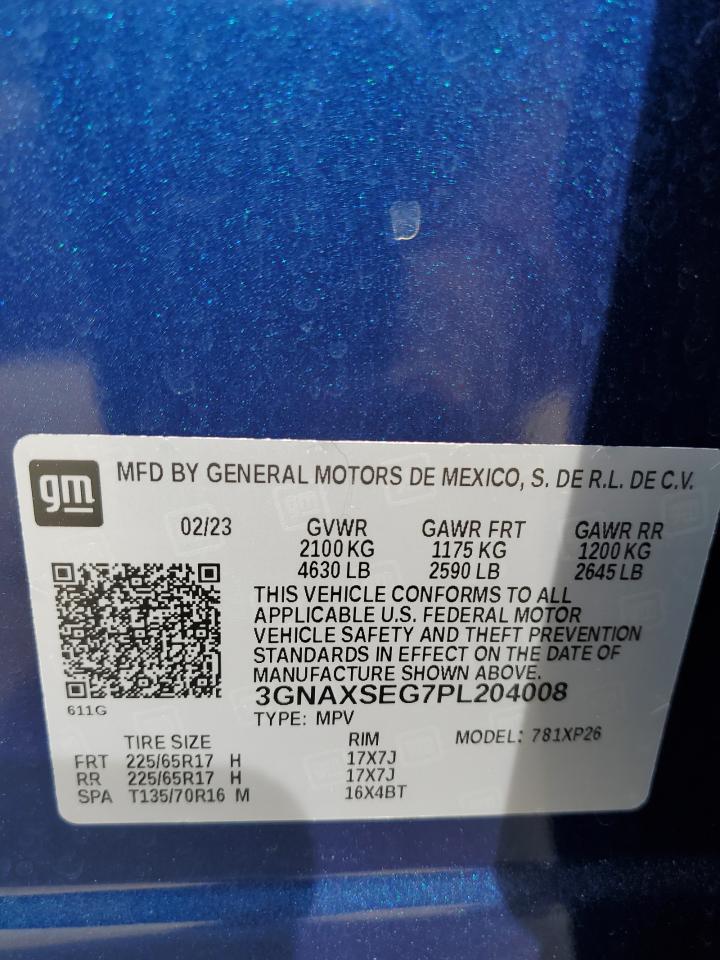 gm
MFD BY GENERAL MOTORS DE MEXICO, S. DE R.L. DE C.V.
02/23 GVWR GAWR FRT GAWR RR
2100 KG 1175 KG 1200 KG
4630 LB 2590 LB 2645 LB
THIS VEHICLE CONFORMS TO ALL
APPLICABLE U.S. FEDERAL MOTOR
VEHICLE SAFETY AND THEFT PREVENTION
STANDARDS IN EFFECT ON THE DATE OF
MANUFACTURE SHOWN ABOVE.
3GNAXSEG7PL204008
611G
TYPE: MPV
MODEL: 781XP26
TIRE SIZE RIM
FRT 225/65R17 H 17X7J
RR 225/65R17 H 17X7J
SPA T135/70R16 M 16X4BT